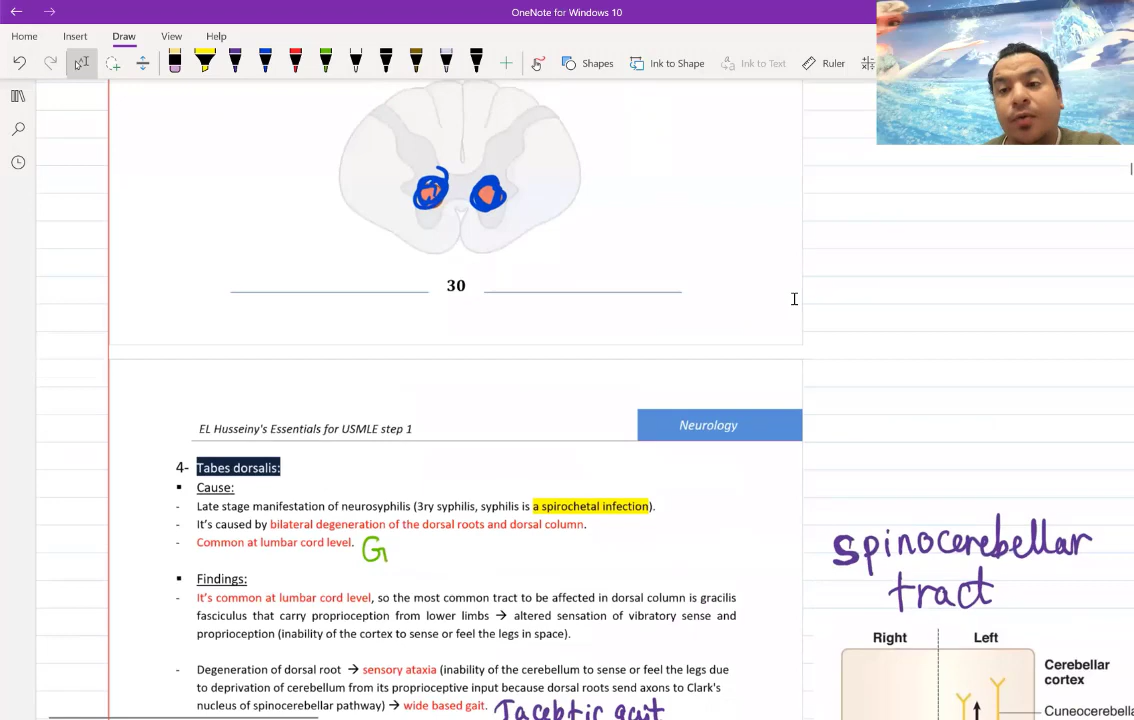 OneNote for Windows 10
Home Insert Draw View Help
Shapes Ink to Shape Ink to Text Ruler
30
EL Husseiny's Essentials for USMLE step 1
Neurology
4- Tabes dorsalis:
▪ Cause:
- Late stage manifestation of neurosyphilis (3ry syphilis, syphilis is a spirochetal infection).
- It's caused by bilateral degeneration of the dorsal roots and dorsal column.
- Common at lumbar cord level. G
▪ Findings:
- It's common at lumbar cord level, so the most common tract to be affected in dorsal column is gracilis
fasciculus that carry proprioception from lower limbs → altered sensation of vibratory sense and
proprioception (inability of the cortex to sense or feel the legs in space).
- Degeneration of dorsal root → sensory ataxia (inability of the cerebellum to sense or feel the legs due
to deprivation of cerebellum from its proprioceptive input because dorsal roots send axons to Clark's
nucleus of spinocerebellar pathway) → wide based gait.
Spinocerebellar
tract
Right Left
Cerebellar
cortex
Cuneocerebella